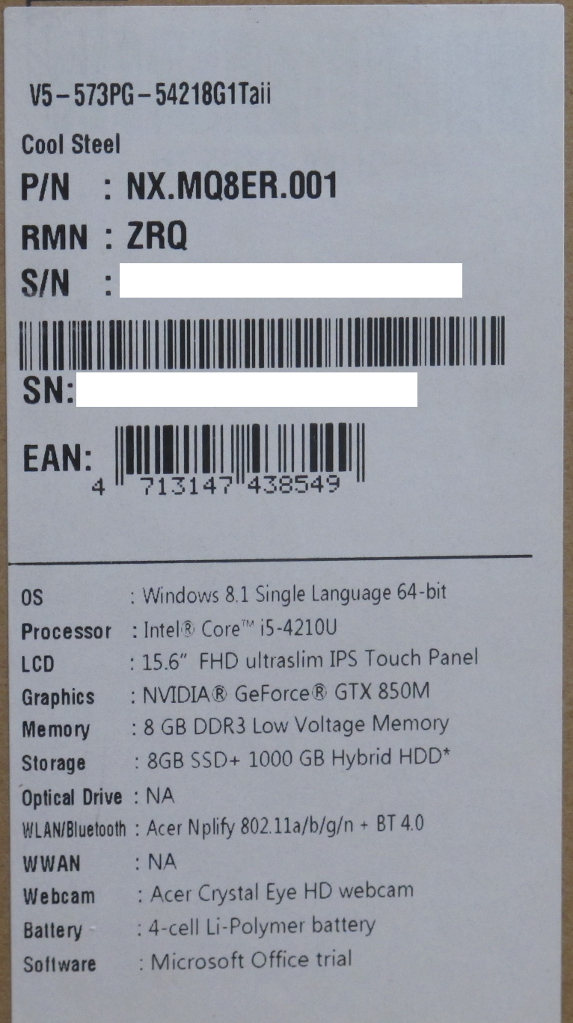 V5-573PG-54218G1Taii
Cool Steel
P/N : NX.MQ8ER.001
RMN : ZRQ
S/N :
SN:
EAN:
4 713147 438549
OS : Windows 8.1 Single Language 64-bit
Processor : Intel® Core™ i5-4210U
LCD : 15.6” FHD ultraslim IPS Touch Panel
Graphics : NVIDIA® GeForce® GTX 850M
Memory : 8 GB DDR3 Low Voltage Memory
Storage : 8GB SSD+ 1000 GB Hybrid HDD*
Optical Drive : NA
WLAN/Bluetooth : Acer Nplify 802.11a/b/g/n + BT 4.0
WWAN : NA
Webcam : Acer Crystal Eye HD webcam
Battery : 4-cell Li-Polymer battery
Software : Microsoft Office trial